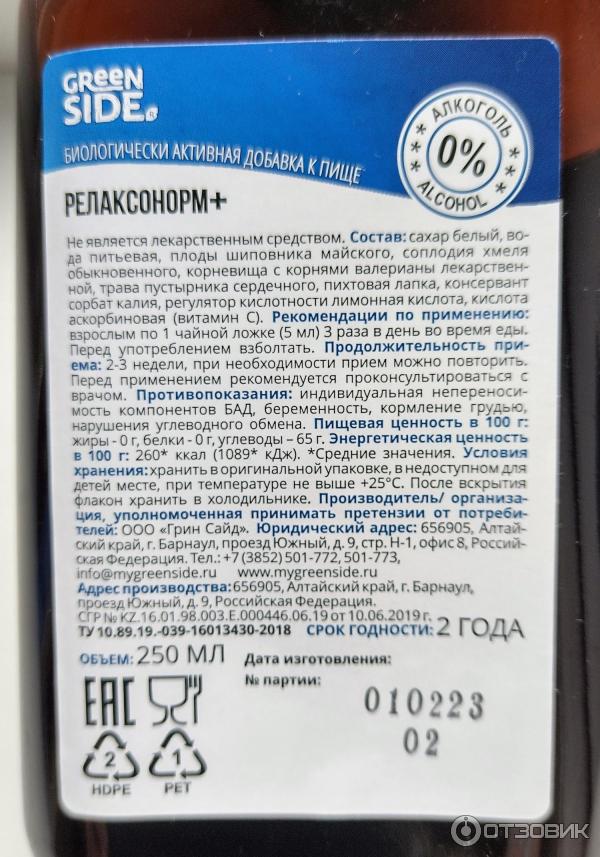 GReeN
SIDE
БИОЛОГИЧЕСКИ АКТИВНАЯ ДОБАВКА К ПИЩЕ
АЛКОГОЛЬ
0%
ALCOHOL
РЕЛАКСОНОРМ+
Не является лекарственным средством. Состав: сахар белый, во-
да питьевая, плоды шиповника майского, соплодия хмеля
обыкновенного, корневища с корнями валерианы лекарствен-
ной, трава пустырника сердечного, пихтовая лапка, консервант
сорбат калия, регулятор кислотности лимонная кислота, кислота
аскорбиновая (витамин С). Рекомендации по применению:
взрослым по 1 чайной ложке (5 мл) 3 раза в день во время еды.
Перед употреблением взболтать. Продолжительность при-
ема: 2-3 недели, при необходимости прием можно повторить.
Перед применением рекомендуется проконсультироваться с
врачом. Противопоказания: индивидуальная непереноси-
мость компонентов БАД, беременность, кормление грудью,
нарушения углеводного обмена. Пищевая ценность в 100 г:
жиры - 0 г, белки - 0 г, углеводы – 65 г. Энергетическая ценность
в 100 г: 260* ккал (1089* кДж). *Средние значения. Условия
хранения: хранить в оригинальной упаковке, в недоступном для
детей месте, при температуре не выше +25°С. После вскрытия
флакон хранить в холодильнике. Производитель/ организа-
ция, уполномоченная принимать претензии от потреби-
телей: ООО «Грин Сайд». Юридический адрес: 656905, Алтай-
ский край, г. Барнаул, проезд Южный, д. 9, стр. Н-1, офис 8, Россий-
ская Федерация. Тел.: +7 (3852) 501-772, 501-773,
info@mygreenside.ru www.mygreenside.ru
Адрес производства: 656905, Алтайский край, г. Барнаул,
проезд Южный, д. 9, Российская Федерация.
СГР № KZ.16.01.98.003.E.000446.06.19 от 10.06.2019 г.
ТУ 10.89.19.-039-16013430-2018 СРОК ГОДНОСТИ: 2 ГОДА
ОБЪЕМ: 250 МЛ
Дата изготовления:
№ партии:
010223
02
EAC
2
HDPE
1
PET
ОТЗОВИК